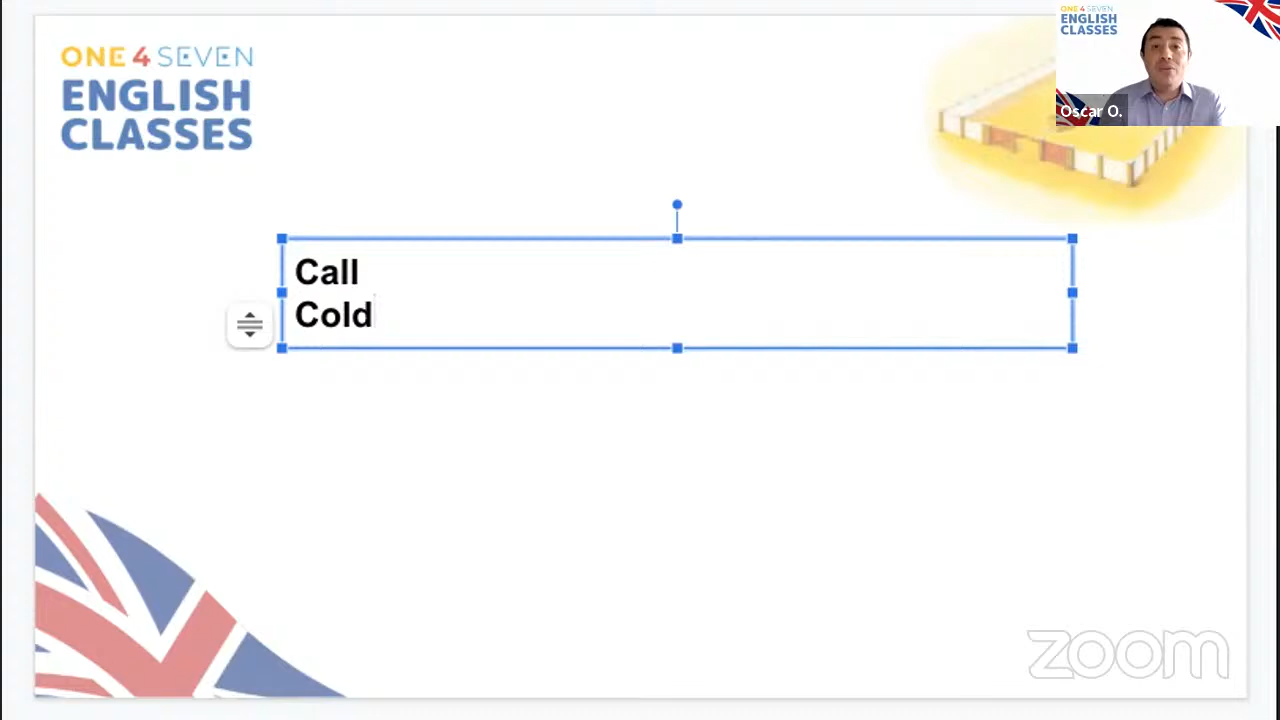 ONE 4 SEVEN
ENGLISH
CLASSES
ONE 4 SEVEN
ENGLISH
CLASSES
Oscar O.
Call
Cold
zoom